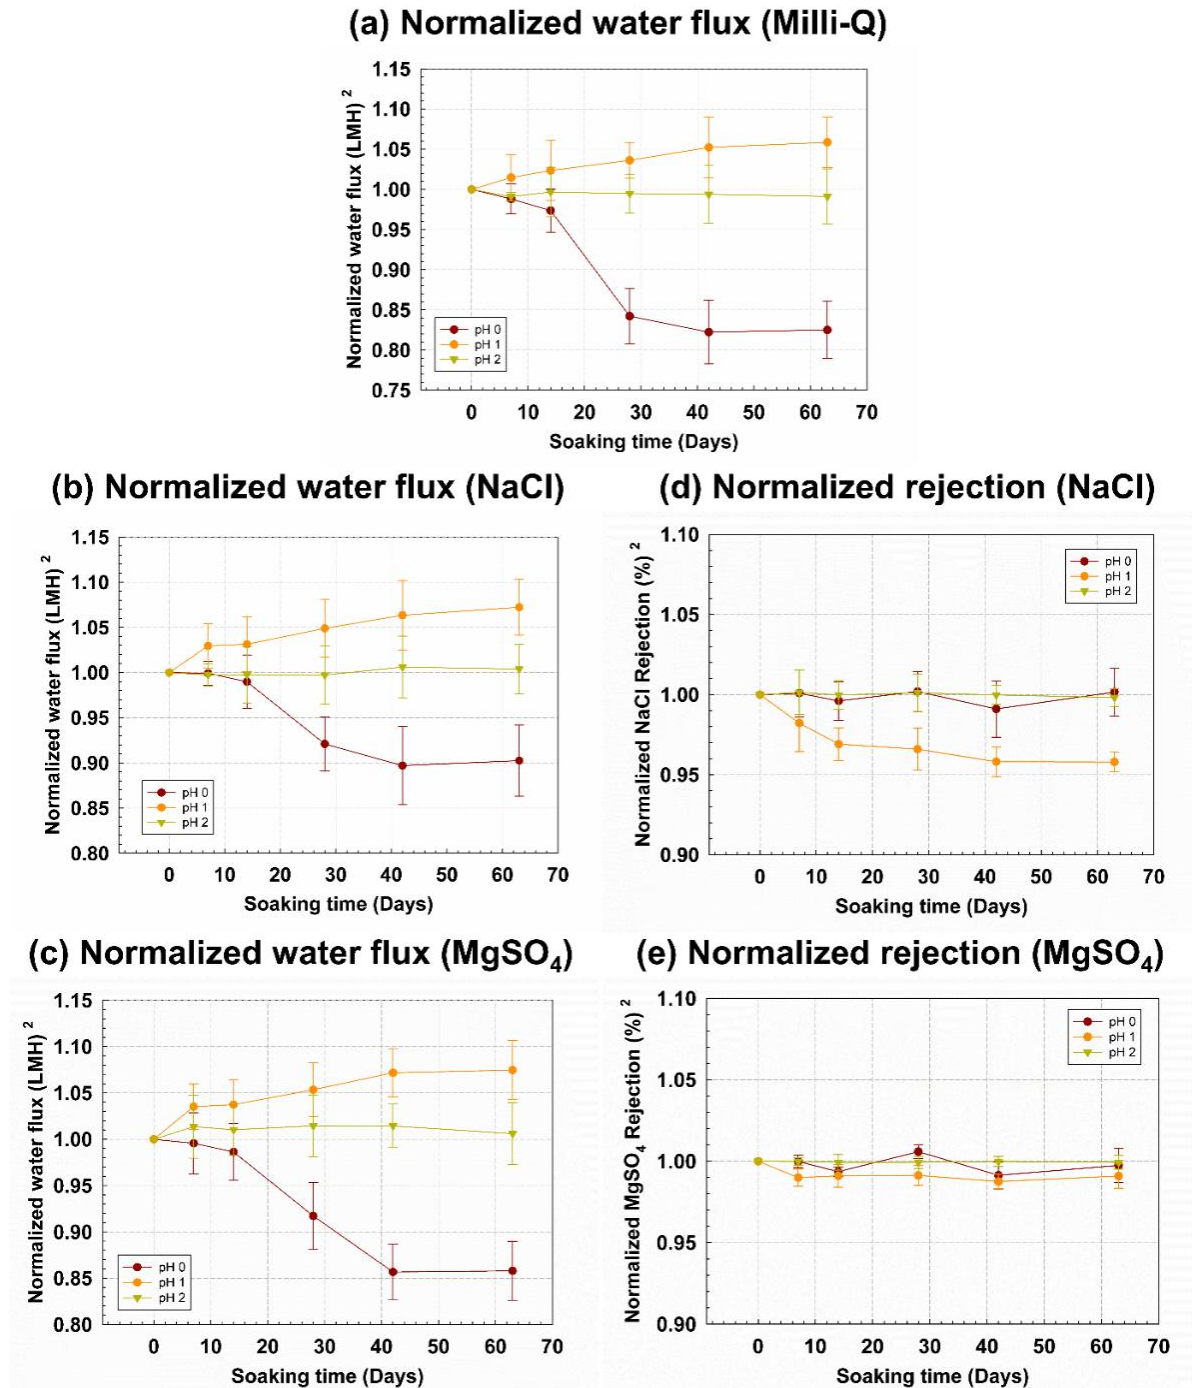 (a) Normalized water flux (Milli-Q)
Normalized water flux (LMH) ²
1.15
1.10
1.05
1.00
0.95
0.90
0.85
0.80
0.75
pH 0
pH 1
pH 2
0 10 20 30 40 50 60 70
Soaking time (Days)
(b) Normalized water flux (NaCl)
Normalized water flux (LMH) ²
1.15
1.10
1.05
1.00
0.95
0.90
0.85
0.80
pH 0
pH 1
pH 2
0 10 20 30 40 50 60 70
Soaking time (Days)
(d) Normalized rejection (NaCl)
Normalized NaCl Rejection (%) ²
1.10
1.05
1.00
0.95
0.90
pH 0
pH 1
pH 2
0 10 20 30 40 50 60 70
Soaking time (Days)
(c) Normalized water flux (MgSO₄)
Normalized water flux (LMH) ²
1.15
1.10
1.05
1.00
0.95
0.90
0.85
0.80
pH 0
pH 1
pH 2
0 10 20 30 40 50 60 70
Soaking time (Days)
(e) Normalized rejection (MgSO₄)
Normalized MgSO₄ Rejection (%) ²
1.10
1.05
1.00
0.95
0.90
pH 0
pH 1
pH 2
0 10 20 30 40 50 60 70
Soaking time (Days)